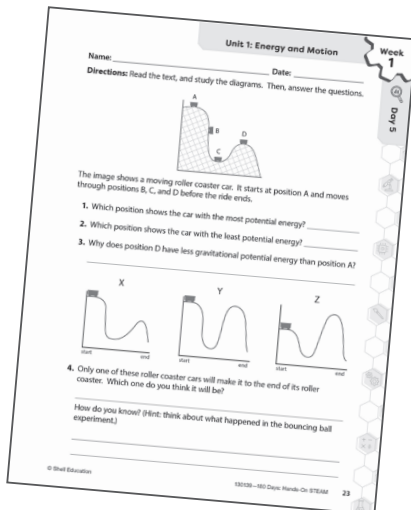 Unit 1: Energy and Motion
Week
1
Day 5
Name: Date:
Directions: Read the text, and study the diagrams. Then, answer the questions.
A
B
C
D
The image shows a moving roller coaster car. It starts at position A and moves
through positions B, C, and D before the ride ends.
1. Which position shows the car with the most potential energy?
2. Which position shows the car with the least potential energy?
3. Why does position D have less gravitational potential energy than position A?
X
Y
Z
start end
start end
start end
4. Only one of these roller coaster cars will make it to the end of its roller
coaster. Which one do you think it will be?
How do you know? (Hint: think about what happened in the bouncing ball
experiment.)
© Shell Education
130126—180 Days: Hands-On STEAM 23